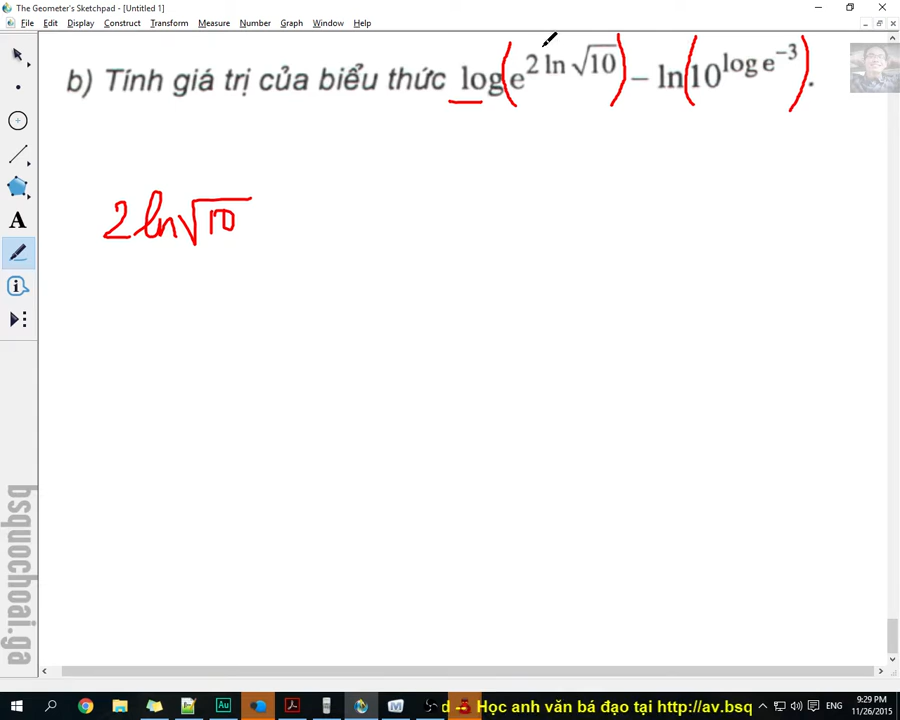 The Geometer's Sketchpad - [Untitled 1]
File Edit Display Construct Transform Measure Number Graph Window Help
b) Tính giá trị của biểu thức log(e^{2 ln √10}) − ln(10^{log e^{−3}}).
2 ln √10
A
bsquochoai.ga
d + Học anh văn bá đạo tại http://av.bsq
ENG
9:29 PM
11/26/2015